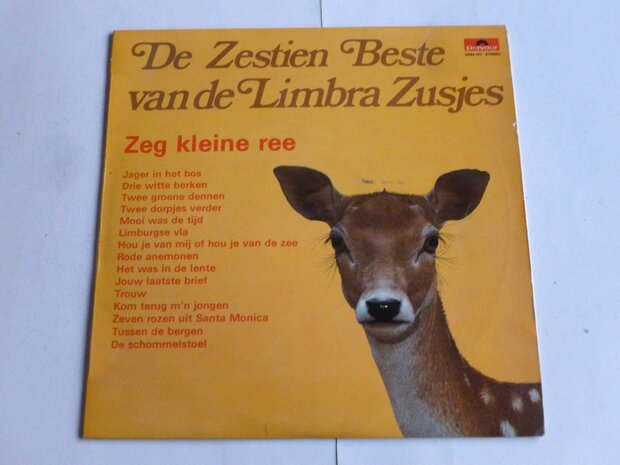 De Zestien Beste
van de Limbra Zusjes
Polydor
STEREO
Zeg kleine ree
Jager in het bos
Drie witte berken
Twee groene dennen
Twee dorpjes verder
Mooi was de tijd
Limburgse vla
Hou je van mij of hou je van de zee
Rode anemonen
Het was in de lente
Jouw laatste brief
Trouw
Kom terug m'n jongen
Zeven rozen uit Santa Monica
Tussen de bergen
De schommelstoel